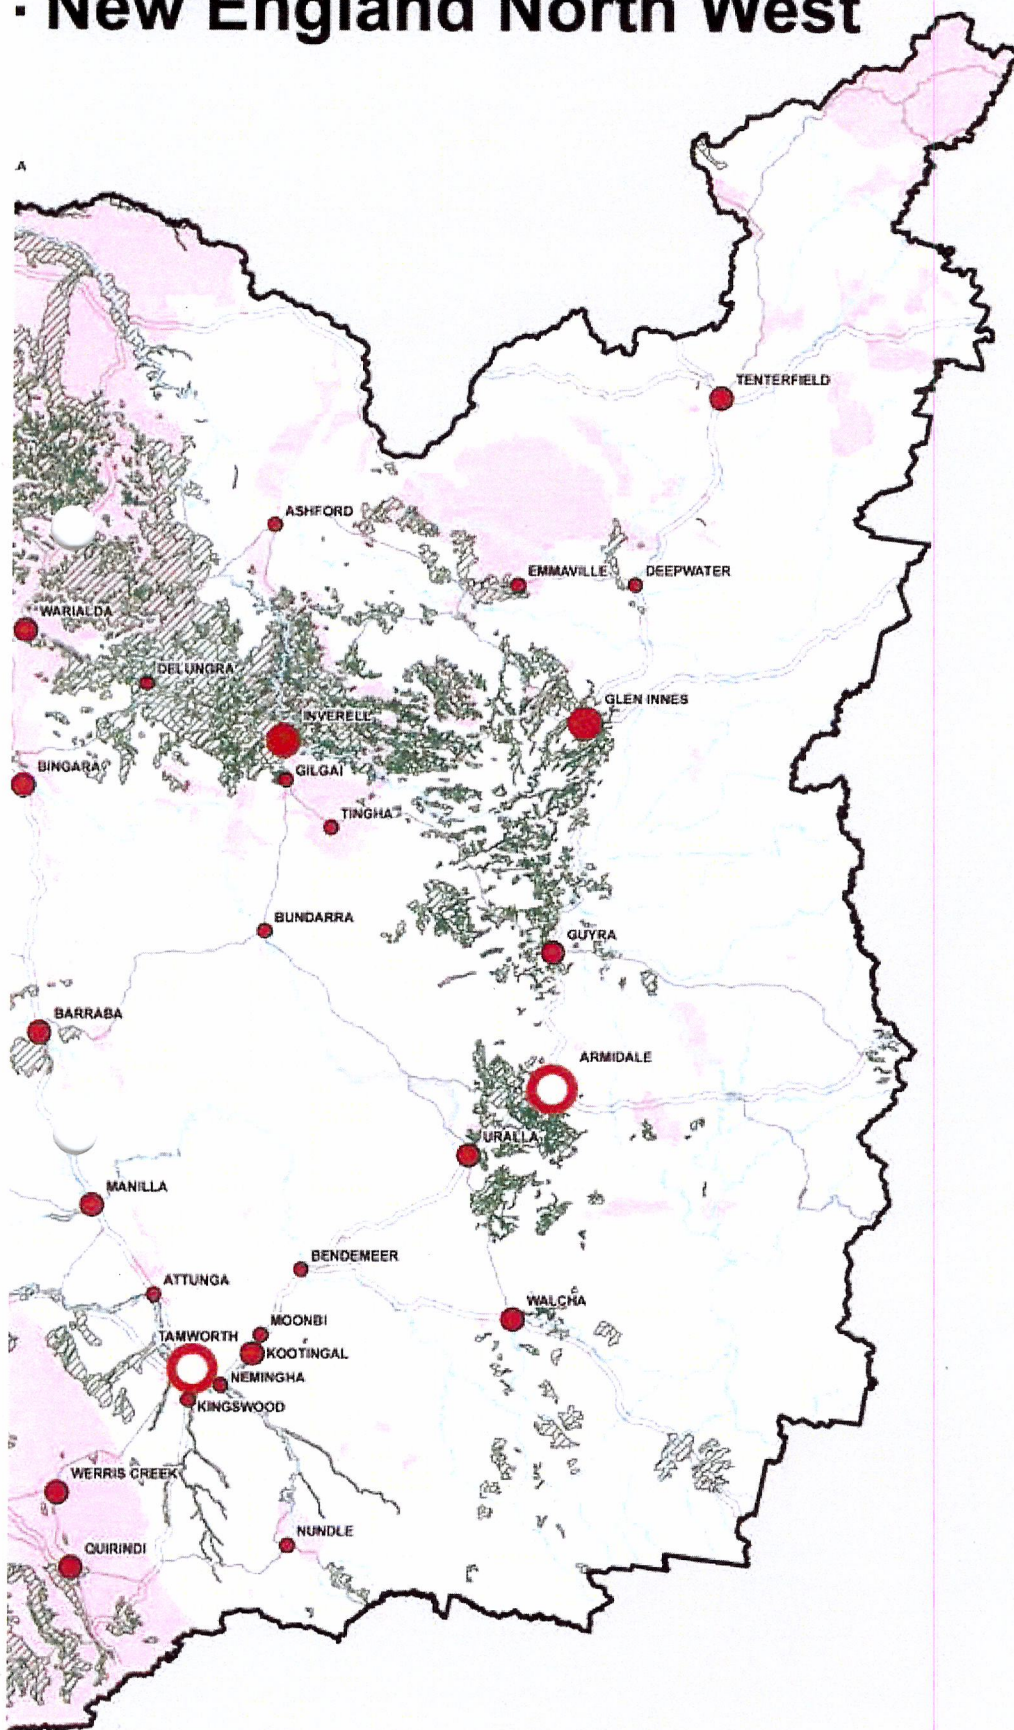 · New England North West
A
TENTERFIELD
ASHFORD
EMMAVILLE
DEEPWATER
WARIALDA
DELUNGRA
GLEN INNES
INVERELL
BINGARA
GILGAI
TINGHA
BUNDARRA
GUYRA
BARRABA
ARMIDALE
URALLA
MANILLA
BENDEMEER
ATTUNGA
WALCHA
MOONBI
TAMWORTH
KOOTINGAL
NEMINGHA
KINGSWOOD
WERRIS CREEK
NUNDLE
QUIRINDI